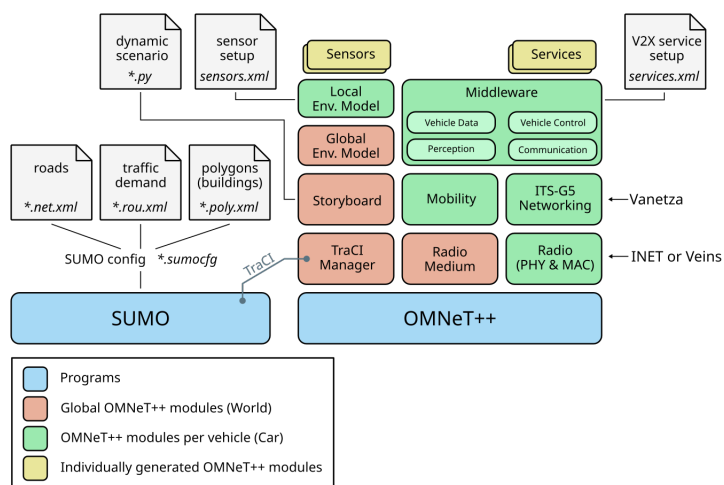 dynamic
scenario
*.py
sensor
setup
sensors.xml
Sensors
Services
V2X service
setup
services.xml
Local
Env. Model
Middleware
Vehicle Data
Vehicle Control
Perception
Communication
Global
Env. Model
roads
*.net.xml
traffic
demand
*.rou.xml
polygons
(buildings)
*.poly.xml
Storyboard
Mobility
ITS-G5
Networking
Vanetza
SUMO config
*.sumocfg
TraCI
TraCI
Manager
Radio
Medium
Radio
(PHY & MAC)
INET or Veins
SUMO
OMNeT++
Programs
Global OMNeT++ modules (World)
OMNeT++ modules per vehicle (Car)
Individually generated OMNeT++ modules